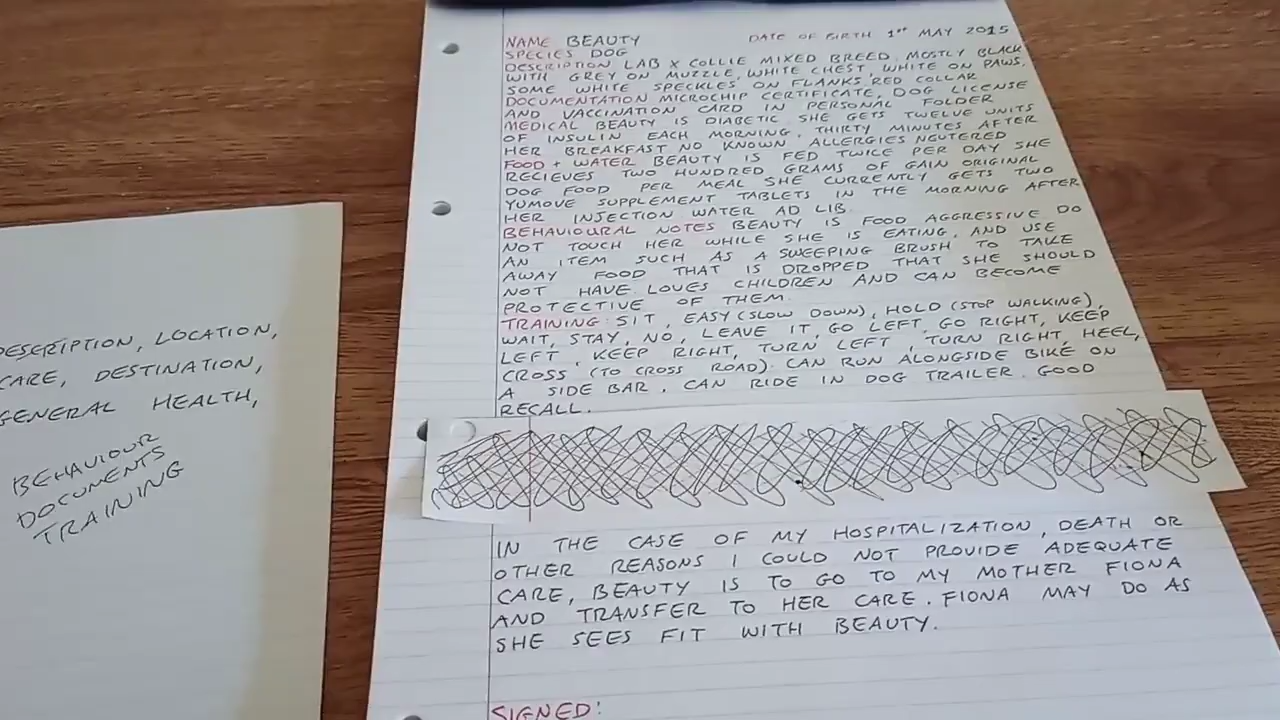 DESCRIPTION, LOCATION,
CARE, DESTINATION,
GENERAL HEALTH,
BEHAVIOUR
DOCUMENTS
TRAINING
NAME BEAUTY DATE OF BIRTH 1ST MAY 2015
SPECIES DOG
DESCRIPTION LAB X COLLIE MIXED BREED, MOSTLY BLACK
WITH GREY ON MUZZLE, WHITE CHEST, WHITE ON PAWS.
SOME WHITE SPECKLES ON FLANKS, RED COLLAR
DOCUMENTATION MICROCHIP CERTIFICATE, DOG LICENSE
AND VACCINATION CARD IN PERSONAL FOLDER
MEDICAL BEAUTY IS DIABETIC SHE GETS TWELVE UNITS
OF INSULIN EACH MORNING, THIRTY MINUTES AFTER
HER BREAKFAST NO KNOWN ALLERGIES NEUTERED
FOOD + WATER BEAUTY IS FED TWICE PER DAY SHE
RECIEVES TWO HUNDRED GRAMS OF GAIN ORIGINAL
DOG FOOD PER MEAL SHE CURRENTLY GETS TWO
YUMOVE SUPPLEMENT TABLETS IN THE MORNING AFTER
HER INJECTION WATER AD LIB
BEHAVIOURAL NOTES BEAUTY IS FOOD AGGRESSIVE DO
NOT TOUCH HER WHILE SHE IS EATING, AND USE
AN ITEM SUCH AS A SWEEPING BRUSH TO TAKE
AWAY FOOD THAT IS DROPPED THAT SHE SHOULD
NOT HAVE LOVES CHILDREN AND CAN BECOME
PROTECTIVE OF THEM
TRAINING: SIT, EASY (SLOW DOWN), HOLD (STOP WALKING),
WAIT, STAY, NO, LEAVE IT, GO LEFT, GO RIGHT, KEEP
LEFT, KEEP RIGHT, TURN LEFT, TURN RIGHT, HEEL,
CROSS (TO CROSS ROAD). CAN RUN ALONGSIDE BIKE ON
A SIDE BAR. CAN RIDE IN DOG TRAILER. GOOD
RECALL.
IN THE CASE OF MY HOSPITALIZATION, DEATH OR
OTHER REASONS I COULD NOT PROVIDE ADEQUATE
CARE, BEAUTY IS TO GO TO MY MOTHER FIONA
AND TRANSFER TO HER CARE. FIONA MAY DO AS
SHE SEES FIT WITH BEAUTY.
SIGNED: